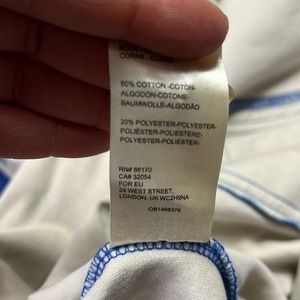 80% COTTON -COTON-
ALGODÓN-COTONE-
BAUMWOLLE-ALGODÃO
20% POLYESTER-POLYESTER-
POLIÉSTER-POLIESTERE-
POLYESTER-POLIÉSTER
RN# 66170
CA# 32054
FOR EU
24 WEST STREET,
LONDON, UK WC2H9NA
OB1468376